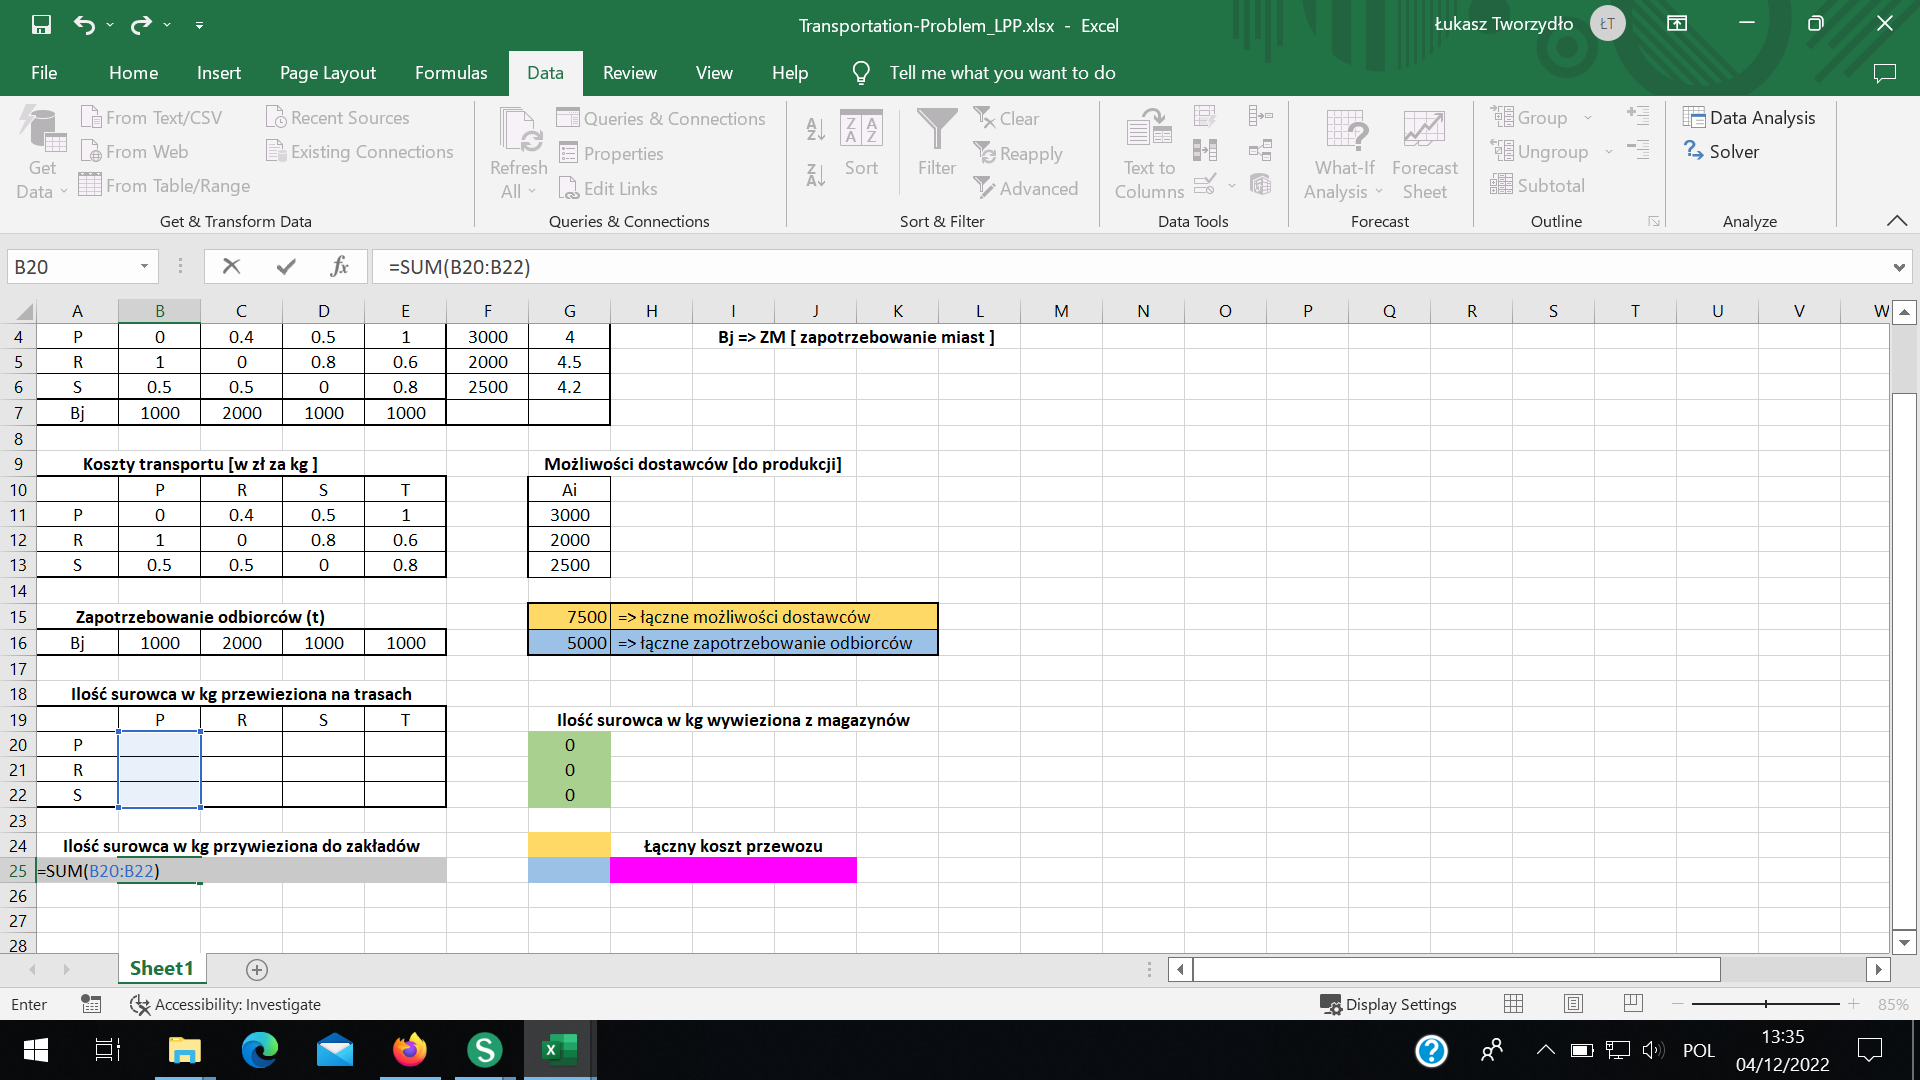 Transportation-Problem_LPP.xlsx - Excel
Łukasz Tworzydło ŁT
File Home Insert Page Layout Formulas Data Review View Help Tell me what you want to do
Get Data
From Text/CSV
From Web
From Table/Range
Recent Sources
Existing Connections
Get & Transform Data
Refresh All
Queries & Connections
Properties
Edit Links
Queries & Connections
Sort
Filter
Clear
Reapply
Advanced
Sort & Filter
Text to Columns
Data Tools
What-If Analysis
Forecast Sheet
Forecast
Group
Ungroup
Subtotal
Outline
Data Analysis
Solver
Analyze
B20 fx =SUM(B20:B22)
A B C D E F G H I J K L M N O P Q R S T U V W
4 P 0 0.4 0.5 1 3000 4 Bj => ZM [ zapotrzebowanie miast ]
5 R 1 0 0.8 0.6 2000 4.5
6 S 0.5 0.5 0 0.8 2500 4.2
7 Bj 1000 2000 1000 1000
8
9 Koszty transportu [w zł za kg ] Możliwości dostawców [do produkcji]
10 P R S T Ai
11 P 0 0.4 0.5 1 3000
12 R 1 0 0.8 0.6 2000
13 S 0.5 0.5 0 0.8 2500
14
15 Zapotrzebowanie odbiorców (t) 7500 => łączne możliwości dostawców
16 Bj 1000 2000 1000 1000 5000 => łączne zapotrzebowanie odbiorców
17
18 Ilość surowca w kg przewieziona na trasach
19 P R S T Ilość surowca w kg wywieziona z magazynów
20 P 0
21 R 0
22 S 0
23
24 Ilość surowca w kg przywieziona do zakładów Łączny koszt przewozu
25 =SUM(B20:B22)
26
27
28
Sheet1
Enter Accessibility: Investigate Display Settings 85%
POL 13:35
04/12/2022